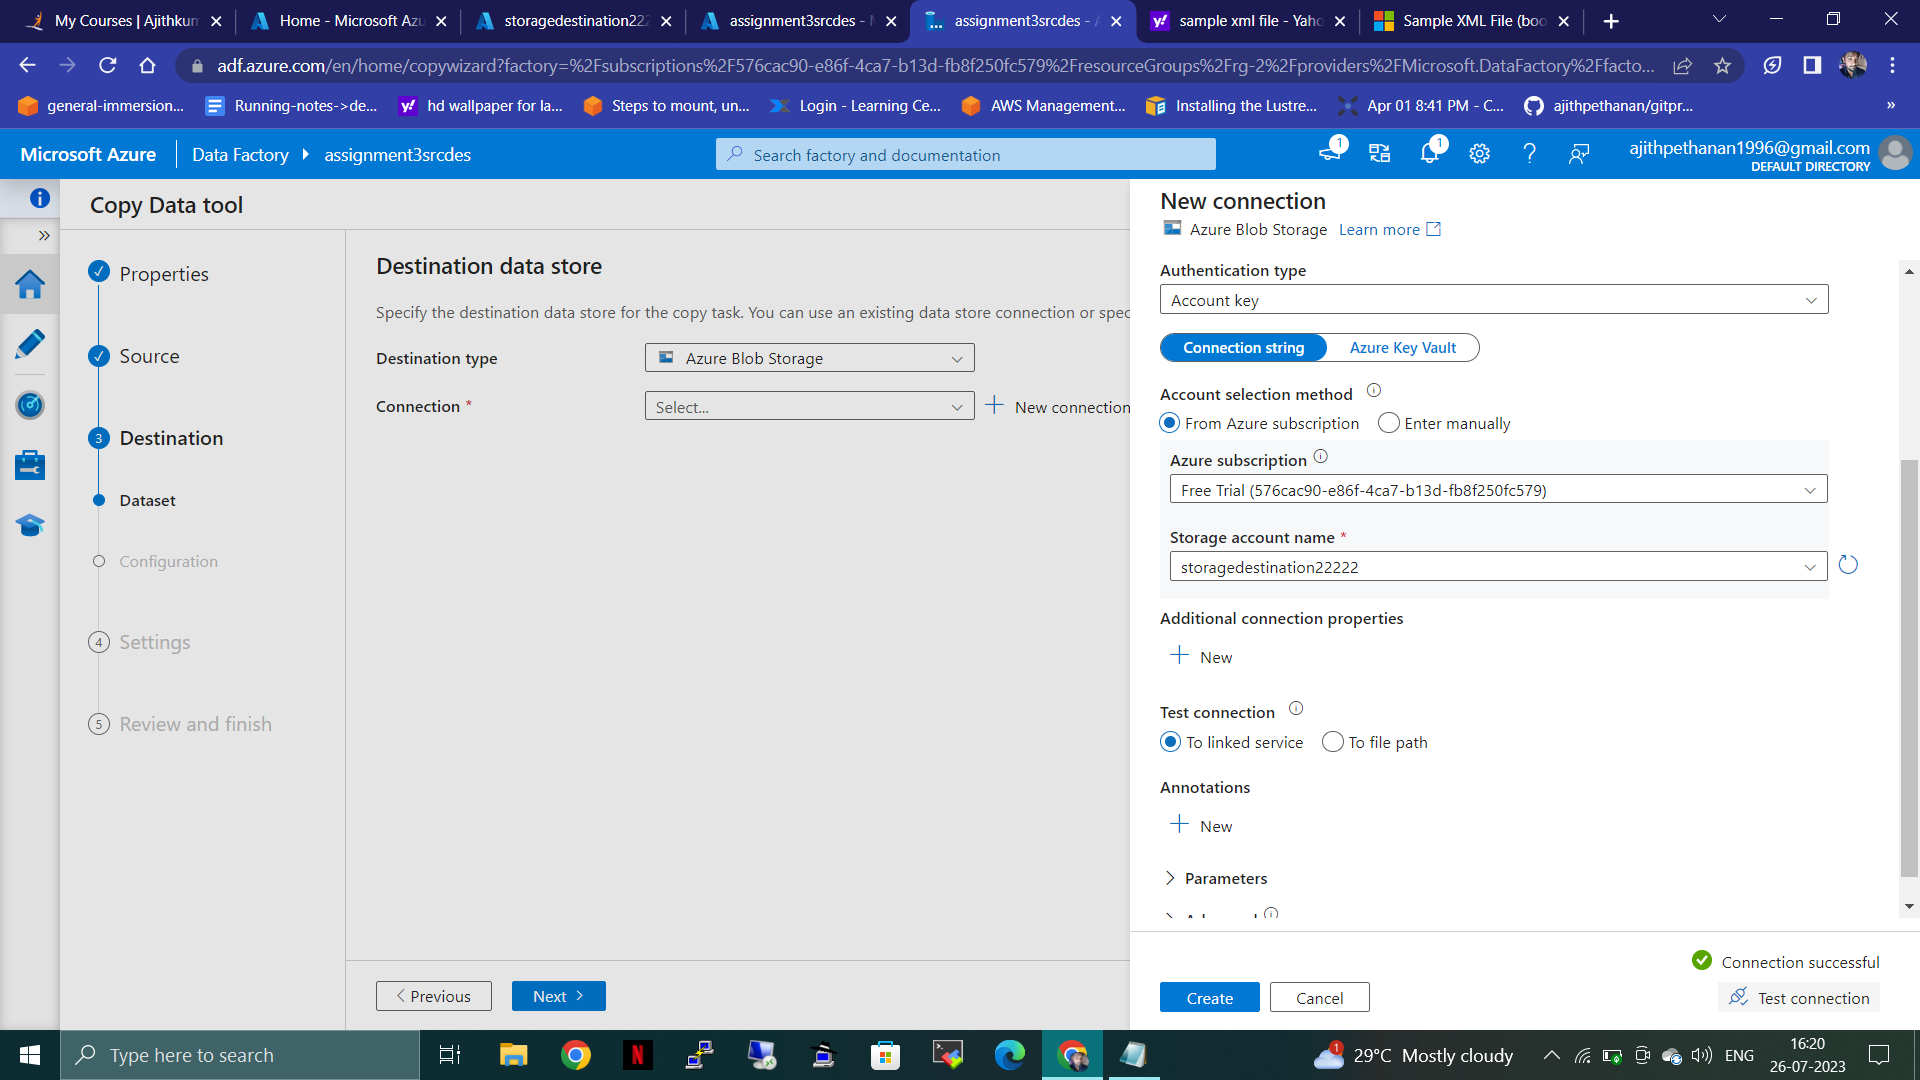 My Courses | Ajithkum
Home - Microsoft Azu
storagedestination222
assignment3srcdes - M
assignment3srcdes - A
sample xml file - Yaho
Sample XML File (boo
adf.azure.com/en/home/copywizard?factory=%2Fsubscriptions%2F576cac90-e86f-4ca7-b13d-fb8f250fc579%2FresourceGroups%2Frg-2%2Fproviders%2FMicrosoft.DataFactory%2Ffacto...
general-immersion...
Running-notes->de...
hd wallpaper for la...
Steps to mount, un...
Login - Learning Ce...
AWS Management...
Installing the Lustre...
Apr 01 8:41 PM - C...
ajithpethanan/gitpr...
»
Microsoft Azure
Data Factory
assignment3srcdes
Search factory and documentation
1
1
ajithpethanan1996@gmail.com
DEFAULT DIRECTORY
Copy Data tool
Properties
Source
3 Destination
Dataset
Configuration
4 Settings
5 Review and finish
Destination data store
Specify the destination data store for the copy task. You can use an existing data store connection or spec
Destination type
Azure Blob Storage
Connection *
Select...
New connection
Previous
Next
New connection
Azure Blob Storage Learn more
Authentication type
Account key
Connection string
Azure Key Vault
Account selection method
From Azure subscription
Enter manually
Azure subscription
Free Trial (576cac90-e86f-4ca7-b13d-fb8f250fc579)
Storage account name *
storagedestination22222
Additional connection properties
New
Test connection
To linked service
To file path
Annotations
New
Parameters
Connection successful
Create
Cancel
Test connection
Type here to search
1
29°C Mostly cloudy
ENG
16:20
26-07-2023